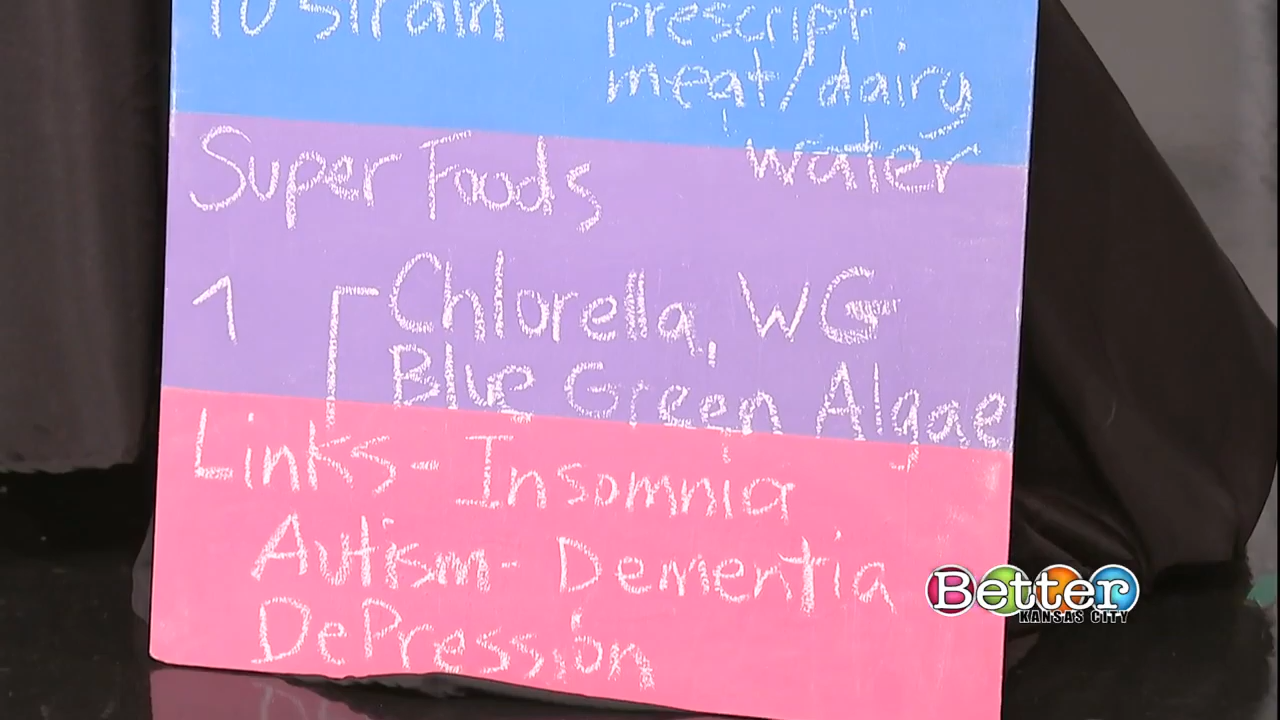 10 strain prescript
meat/dairy
water
Super Foods
1 Chlorella, WG
Blue Green Algae
Links - Insomnia
Autism - Dementia
DePression
Better
KANSAS CITY